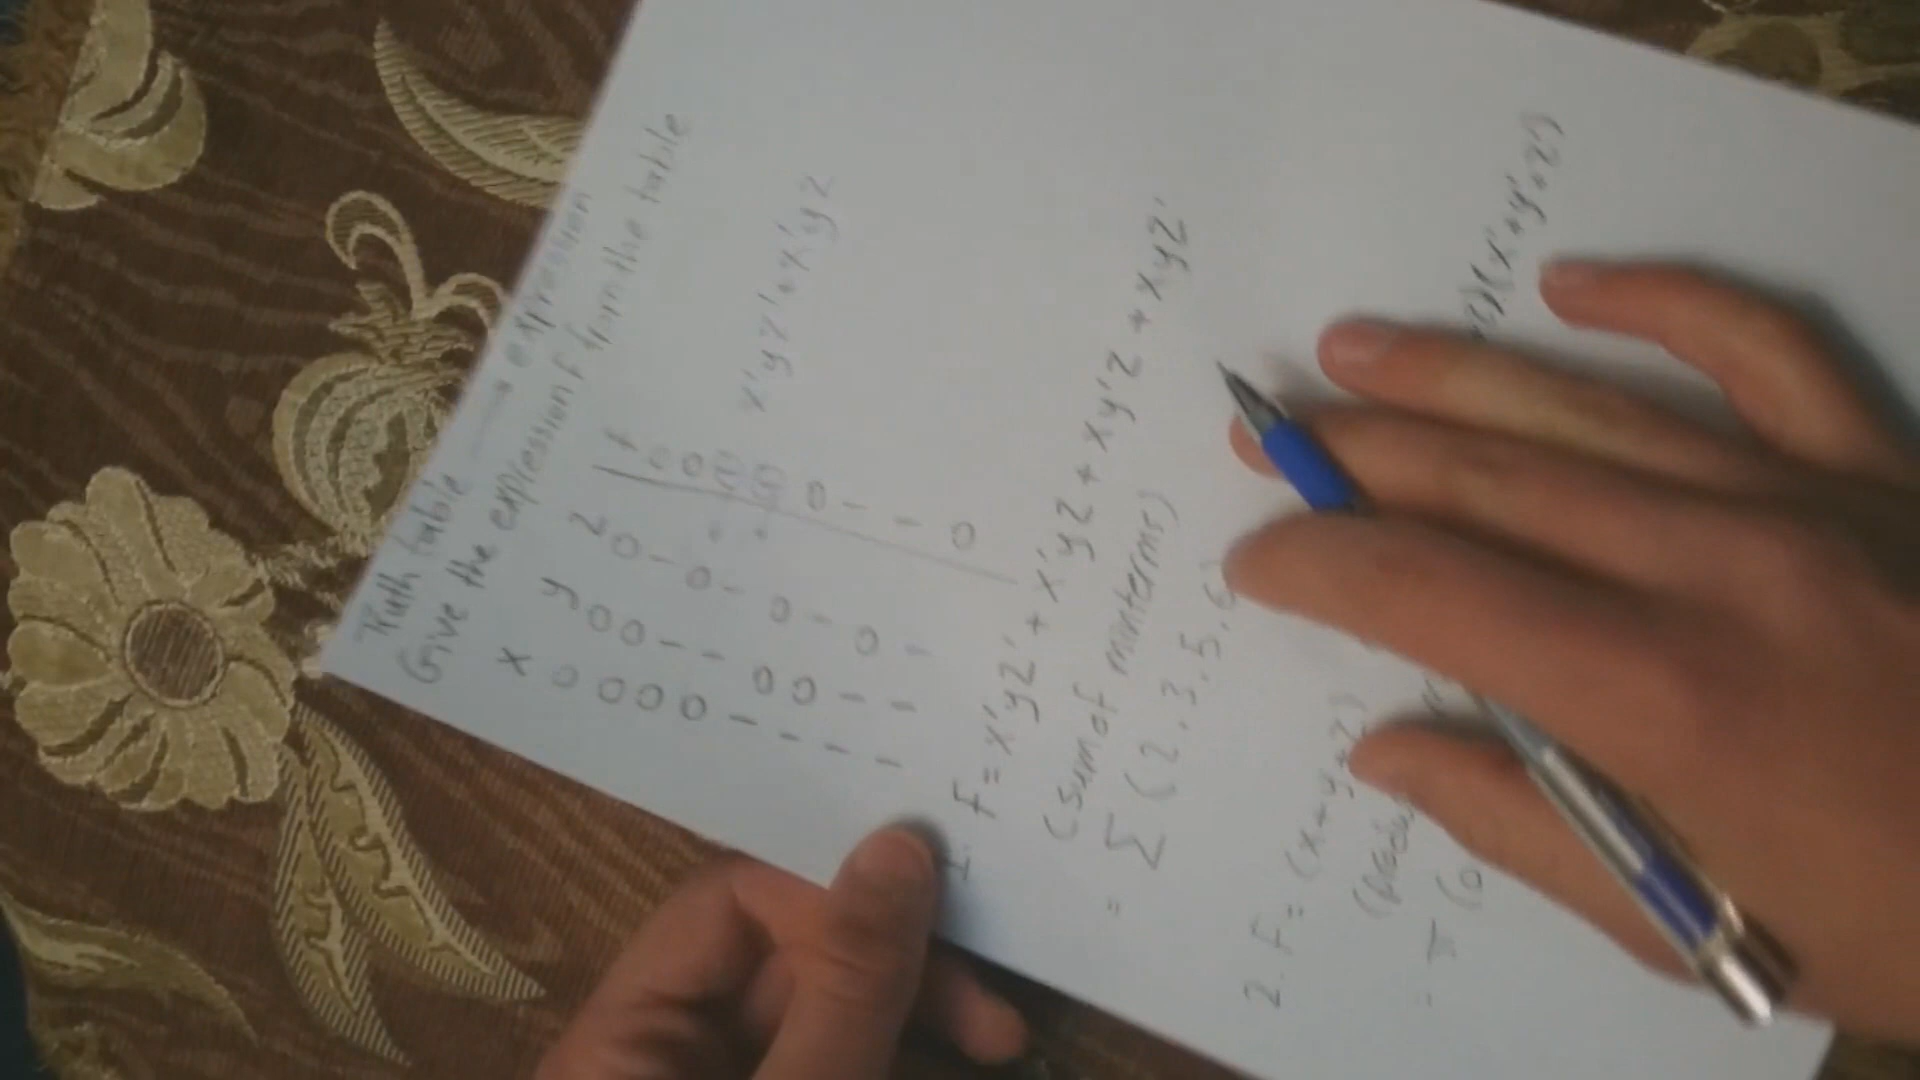 Truth table → expression
Give the expression F from the table
x y z F
0 0 0 0
0 0 1 0
0 1 0 1
0 1 1 1
1 0 0 0
1 0 1 1
1 1 0 1
1 1 1 0
x'yz'+x'yz
1. F = x'yz' + x'yz + xy'z + xyz'
(sum of minterms)
= Σ (2, 3, 5, 6)
2. F = (x+y+z) )(x'+y'+z')
= π (0